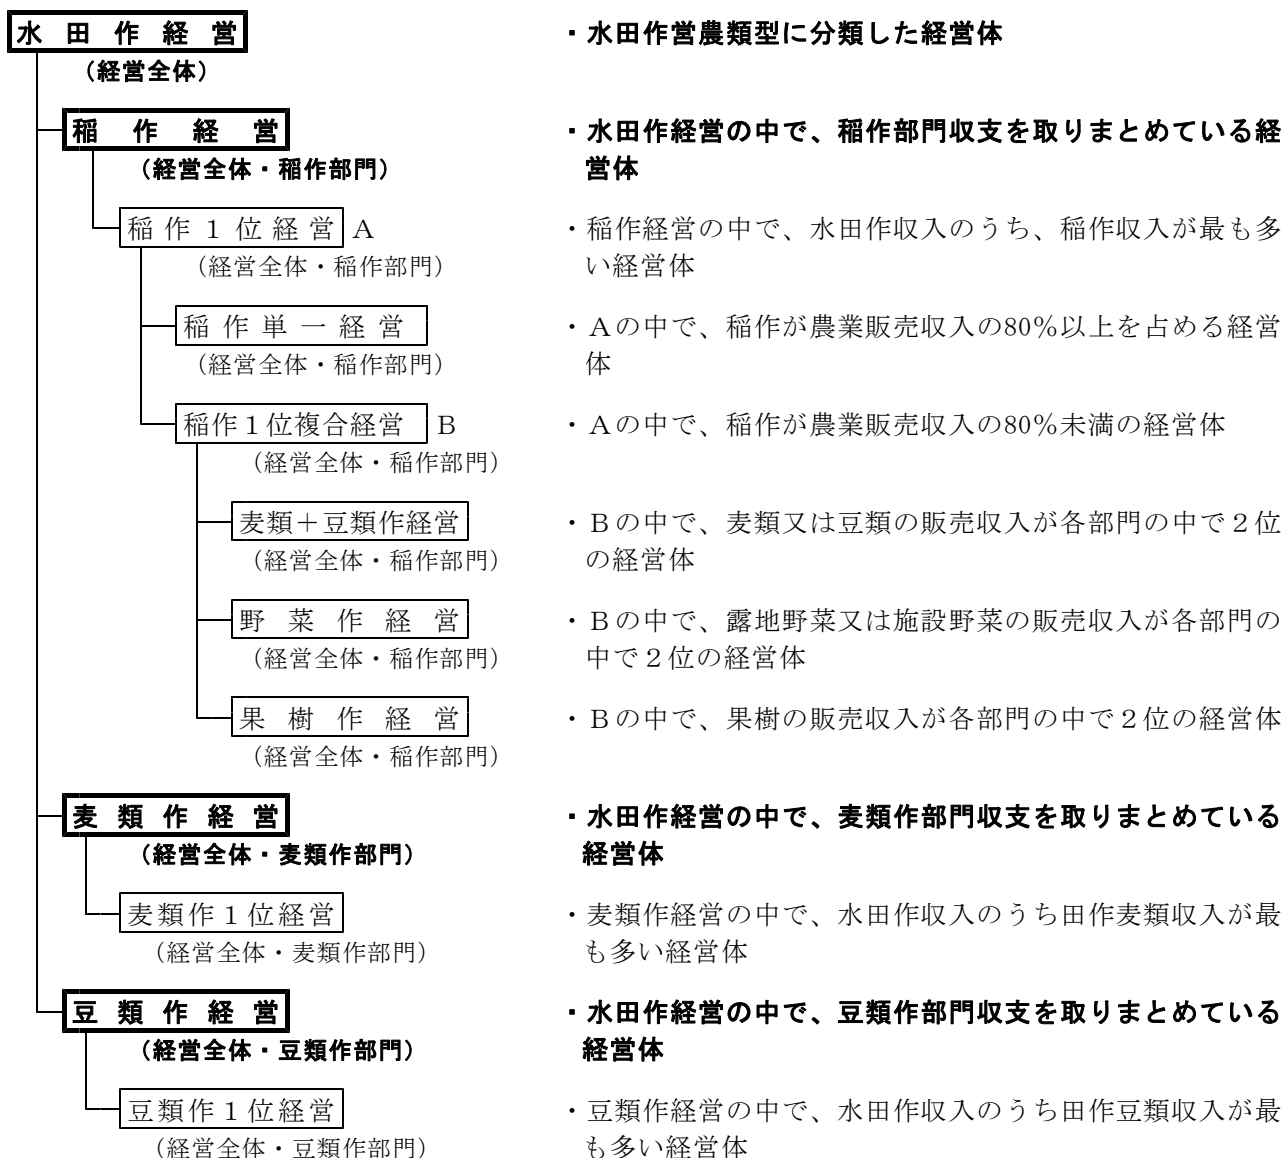 水田作経営 ・水田作営農類型に分類した経営体
（経営全体）
稲作経営 ・水田作経営の中で、稲作部門収支を取りまとめている経
（経営全体・稲作部門） 営体
稲作１位経営 Ａ ・稲作経営の中で、水田作収入のうち、稲作収入が最も多
（経営全体・稲作部門） い経営体
稲作単一経営 ・Ａの中で、稲作が農業販売収入の80％以上を占める経営
（経営全体・稲作部門） 体
稲作１位複合経営 Ｂ ・Ａの中で、稲作が農業販売収入の80％未満の経営体
（経営全体・稲作部門）
麦類＋豆類作経営 ・Ｂの中で、麦類又は豆類の販売収入が各部門の中で２位
（経営全体・稲作部門） の経営体
野菜作経営 ・Ｂの中で、露地野菜又は施設野菜の販売収入が各部門の
（経営全体・稲作部門） 中で２位の経営体
果樹作経営 ・Ｂの中で、果樹の販売収入が各部門の中で２位の経営体
（経営全体・稲作部門）
麦類作経営 ・水田作経営の中で、麦類作部門収支を取りまとめている
（経営全体・麦類作部門） 経営体
麦類作１位経営 ・麦類作経営の中で、水田作収入のうち田作麦類収入が最
（経営全体・麦類作部門） も多い経営体
豆類作経営 ・水田作経営の中で、豆類作部門収支を取りまとめている
（経営全体・豆類作部門） 経営体
豆類作１位経営 ・豆類作経営の中で、水田作収入のうち田作豆類収入が最
（経営全体・豆類作部門） も多い経営体